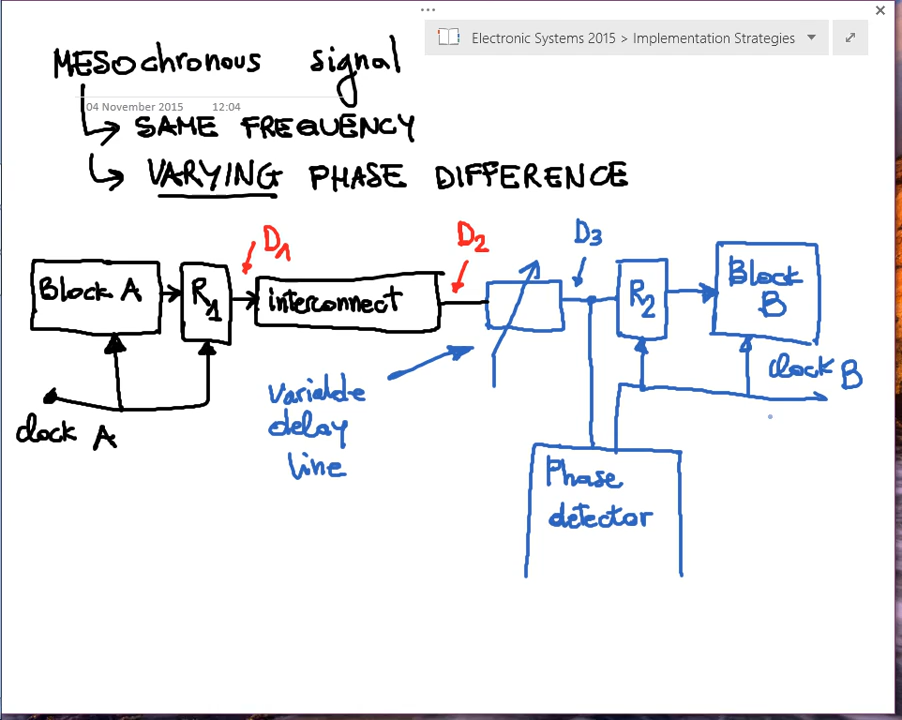 Electronic Systems 2015 > Implementation Strategies
MESochronous signal
04 November 2015 12:04
SAME FREQUENCY
VARYING PHASE DIFFERENCE
D1
D2
D3
Block A
R1
interconnect
R2
Block
B
clock A
clock B
variable
delay
line
Phase
detector